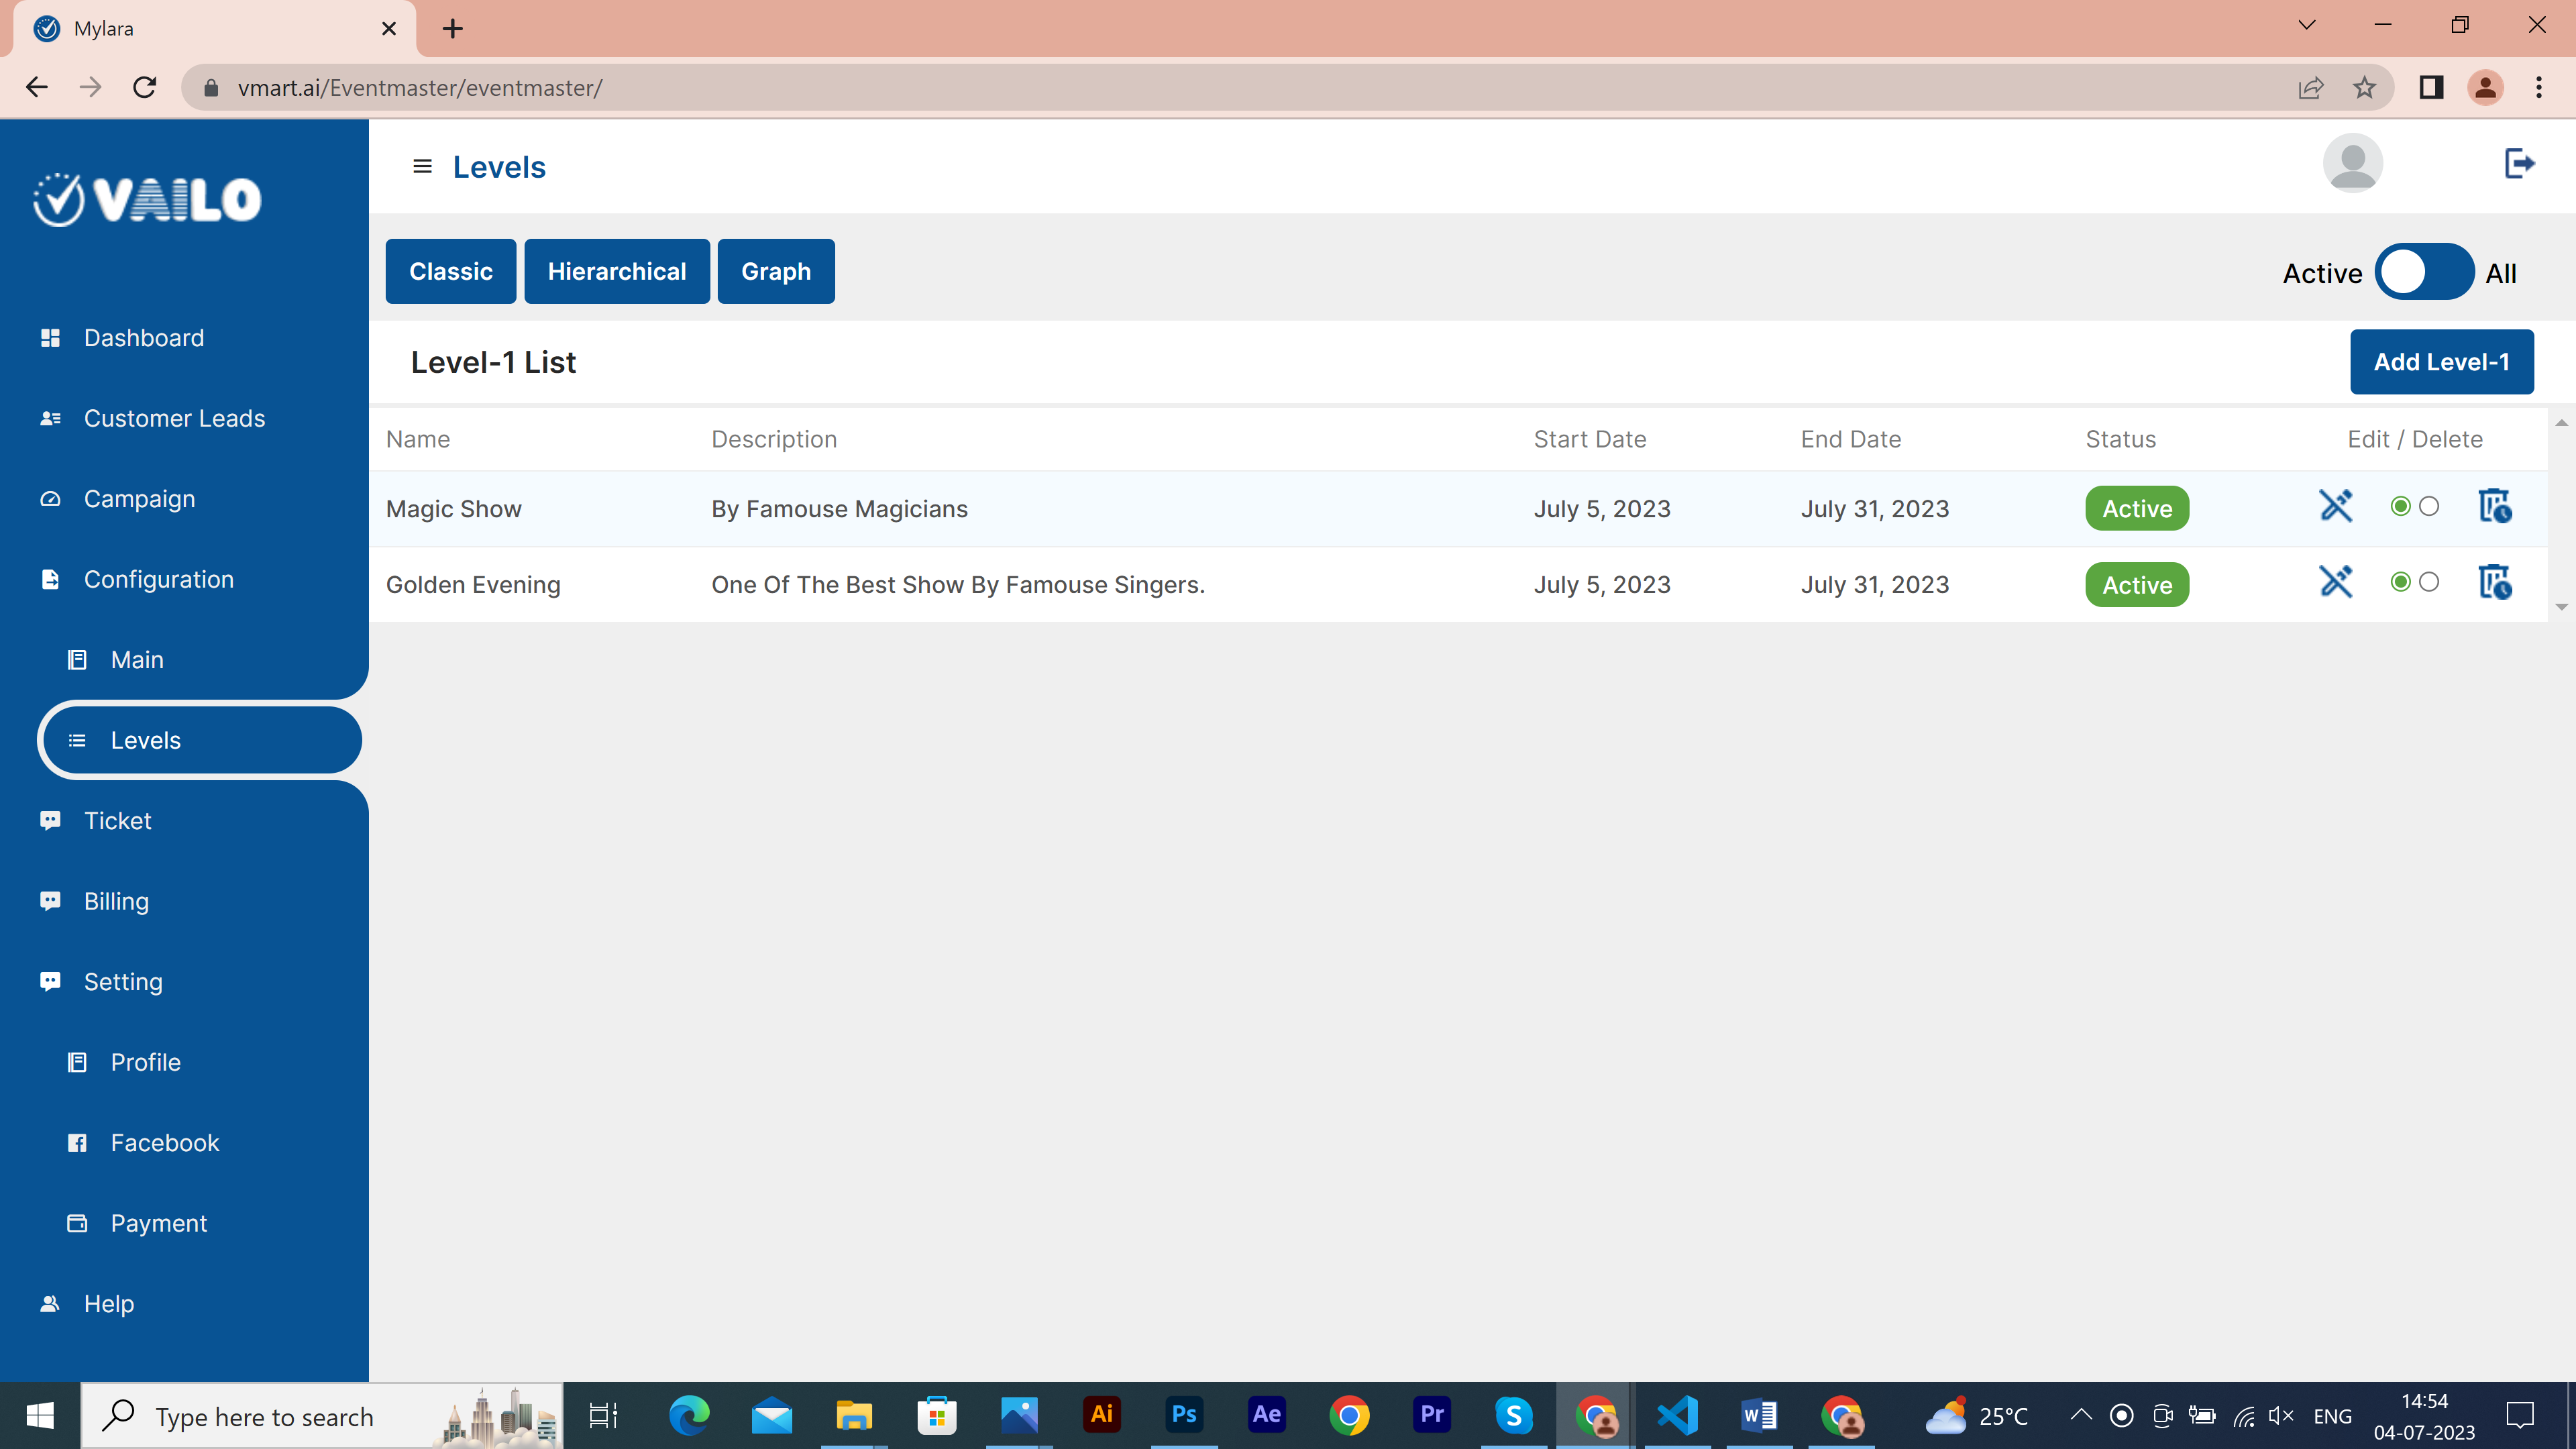 Mylara
vmart.ai/Eventmaster/eventmaster/
VAILO
Levels
Classic Hierarchical Graph
Active All
Dashboard
Customer Leads
Campaign
Configuration
Main
Levels
Ticket
Billing
Setting
Profile
Facebook
Payment
Help
Level-1 List Add Level-1
Name Description Start Date End Date Status Edit / Delete
Magic Show By Famouse Magicians July 5, 2023 July 31, 2023 Active
Golden Evening One Of The Best Show By Famouse Singers. July 5, 2023 July 31, 2023 Active
Type here to search
Ai Ps Ae Pr S W
25°C ENG
14:54
04-07-2023